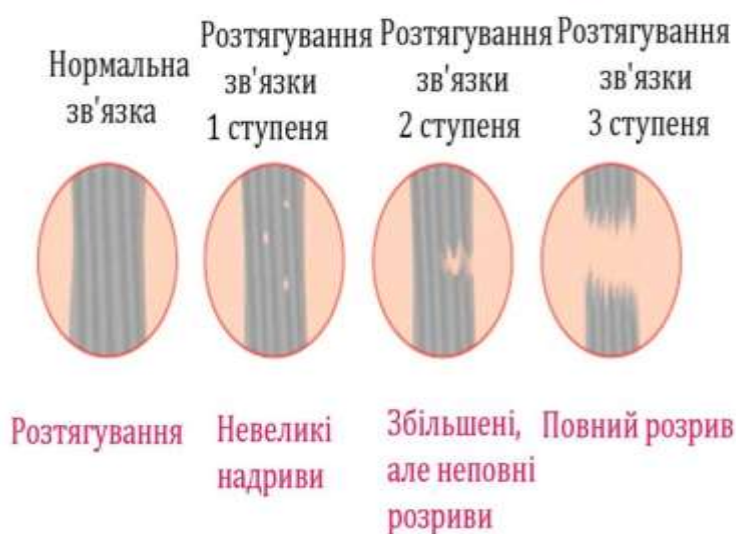 Нормальна
зв'язка
Розтягування
зв'язки
1 ступеня
Розтягування
зв'язки
2 ступеня
Розтягування
зв'язки
3 ступеня
Розтягування
Невеликі
надриви
Збільшені,
але неповні
розриви
Повний розрив